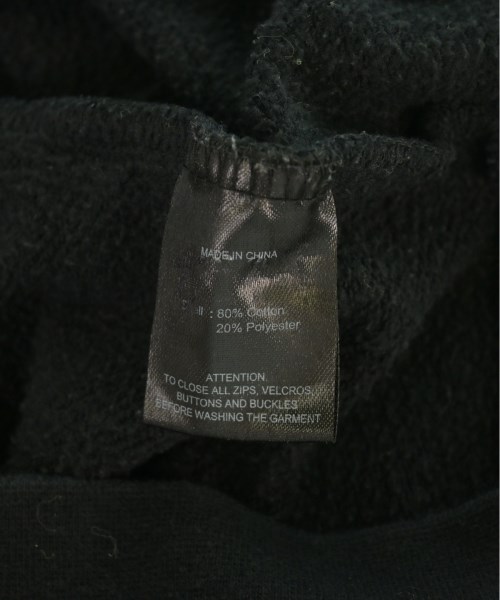 MADE IN CHINA
: 80% Cotton
20% Polyester
ATTENTION
TO CLOSE ALL ZIPS, VELCROS,
BUTTONS AND BUCKLES
BEFORE WASHING THE GARMENT